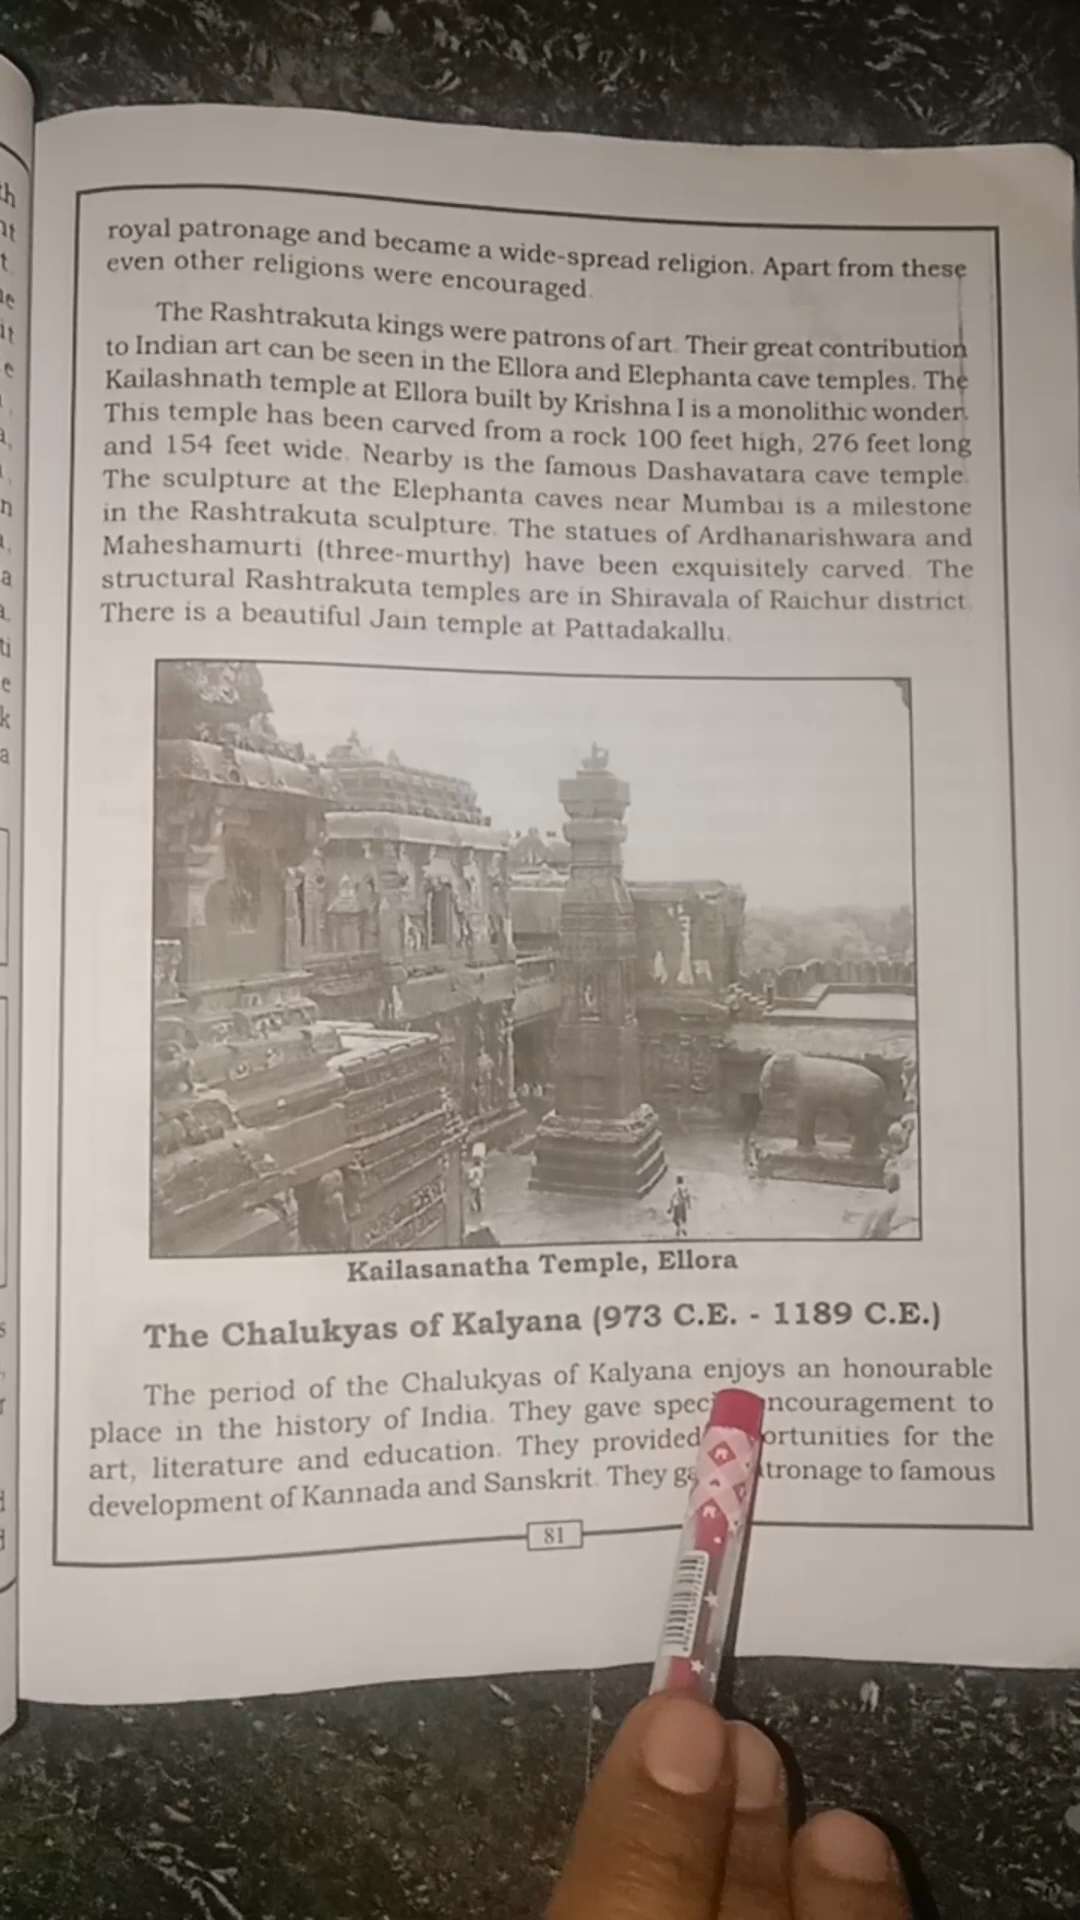 royal patronage and became a wide-spread religion. Apart from these
even other religions were encouraged.
The Rashtrakuta kings were patrons of art. Their great contribution
to Indian art can be seen in the Ellora and Elephanta cave temples. The
Kailashnath temple at Ellora built by Krishna I is a monolithic wonder.
This temple has been carved from a rock 100 feet high, 276 feet long
and 154 feet wide. Nearby is the famous Dashavatara cave temple.
The sculpture at the Elephanta caves near Mumbai is a milestone
in the Rashtrakuta sculpture. The statues of Ardhanarishwara and
Maheshamurti (three-murthy) have been exquisitely carved. The
structural Rashtrakuta temples are in Shiravala of Raichur district.
There is a beautiful Jain temple at Pattadakallu.
Kailasanatha Temple, Ellora
The Chalukyas of Kalyana (973 C.E. - 1189 C.E.)
The period of the Chalukyas of Kalyana enjoys an honourable
place in the history of India. They gave to
art, literature and education. They provided for the
development of Kannada and Sanskrit. They to famous
81